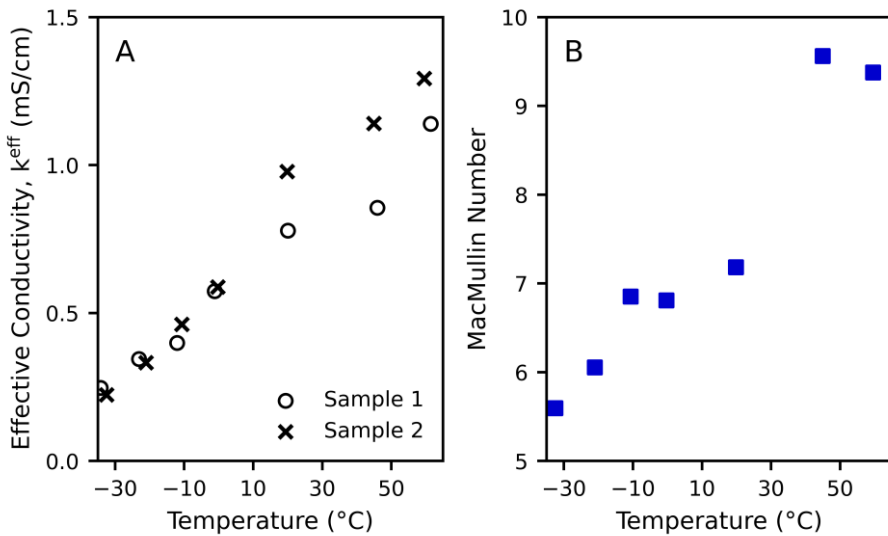 A
1.5
1.0
0.5
0.0
Effective Conductivity, k^eff (mS/cm)
Sample 1
Sample 2
−30 −10 10 30 50
Temperature (°C)
B
10
9
8
7
6
5
MacMullin Number
−30 −10 10 30 50
Temperature (°C)